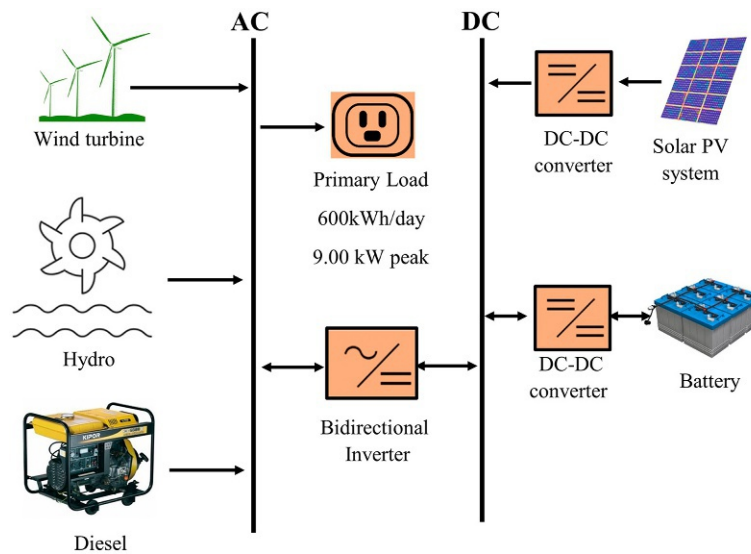 AC
DC
Wind turbine
Primary Load
600kWh/day
9.00 kW peak
DC-DC
converter
Solar PV
system
Hydro
KIPOR
Bidirectional
Inverter
DC-DC
converter
Battery
Diesel